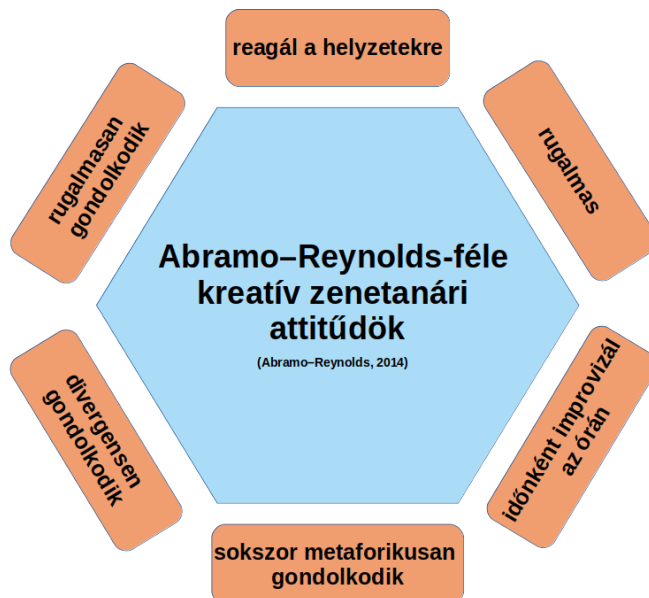 reagál a helyzetekre
rugalmas
időnként improvizál
az órán
sokszor metaforikusan
gondolkodik
divergensen
gondolkodik
rugalmasan
gondolkodik
Abramo–Reynolds-féle
kreatív zenetanári
attitűdök
(Abramo–Reynolds, 2014)